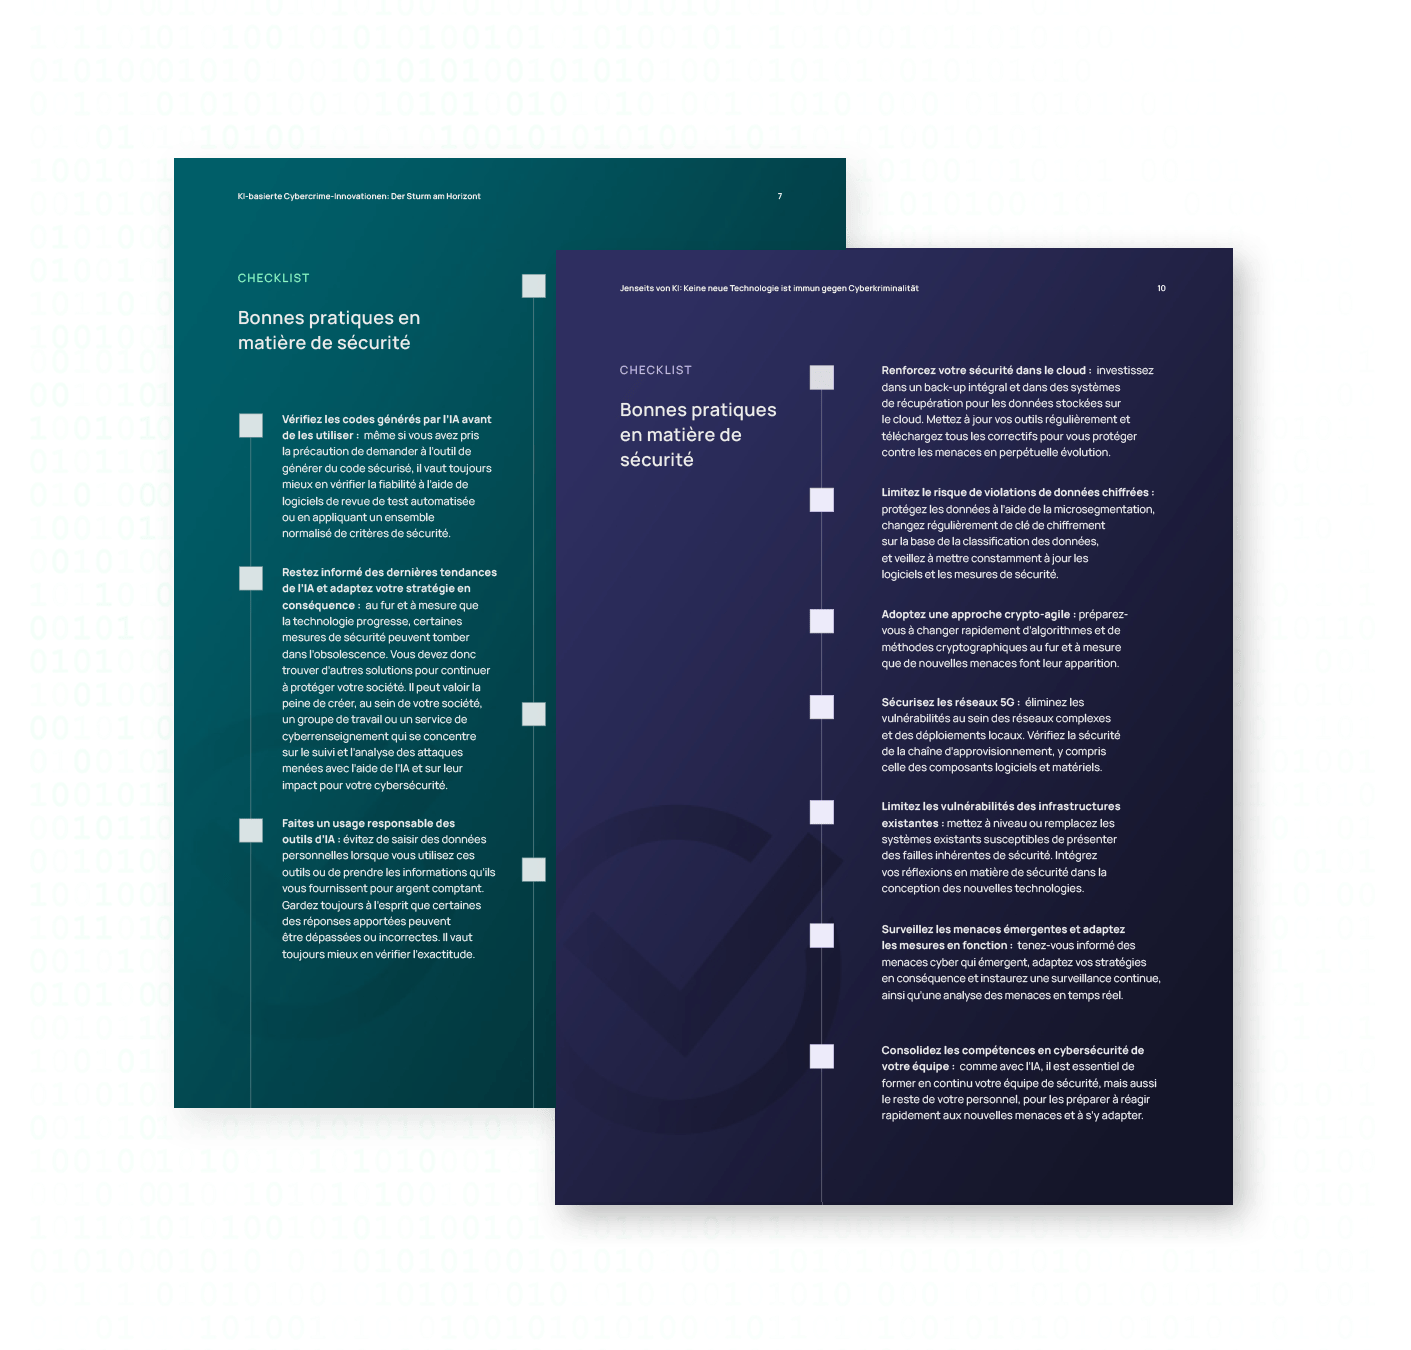 KI-basierte Cybercrime-Innovationen: Der Sturm am Horizont
7
CHECKLIST
Bonnes pratiques en
matière de sécurité
Vérifiez les codes générés par l'IA avant
de les utiliser : même si vous avez pris
la précaution de demander à l'outil de
générer du code sécurisé, il vaut toujours
mieux en vérifier la fiabilité à l'aide de
logiciels de revue de test automatisée
ou en appliquant un ensemble
normalisé de critères de sécurité.
Restez informé des dernières tendances
de l'IA et adaptez votre stratégie en
conséquence : au fur et à mesure que
la technologie progresse, certaines
mesures de sécurité peuvent tomber
dans l'obsolescence. Vous devez donc
trouver d'autres solutions pour continuer
à protéger votre société. Il peut valoir la
peine de créer, au sein de votre société,
un groupe de travail ou un service de
cyberrenseignement qui se concentre
sur le suivi et l'analyse des attaques
menées avec l'aide de l'IA et sur leur
impact pour votre cybersécurité.
Faites un usage responsable des
outils d'IA : évitez de saisir des données
personnelles lorsque vous utilisez ces
outils ou de prendre les informations qu'ils
vous fournissent pour argent comptant.
Gardez toujours à l'esprit que certaines
des réponses apportées peuvent
être dépassées ou incorrectes. Il vaut
toujours mieux en vérifier l'exactitude.
Jenseits von KI: Keine neue Technologie ist immun gegen Cyberkriminalität
10
CHECKLIST
Bonnes pratiques
en matière de
sécurité
Renforcez votre sécurité dans le cloud : investissez
dans un back-up intégral et dans des systèmes
de récupération pour les données stockées sur
le cloud. Mettez à jour vos outils régulièrement et
téléchargez tous les correctifs pour vous protéger
contre les menaces en perpétuelle évolution.
Limitez le risque de violations de données chiffrées :
protégez les données à l'aide de la microsegmentation,
changez régulièrement de clé de chiffrement
sur la base de la classification des données,
et veillez à mettre constamment à jour les
logiciels et les mesures de sécurité.
Adoptez une approche crypto-agile : préparez-
vous à changer rapidement d'algorithmes et de
méthodes cryptographiques au fur et à mesure
que de nouvelles menaces font leur apparition.
Sécurisez les réseaux 5G : éliminez les
vulnérabilités au sein des réseaux complexes
et des déploiements locaux. Vérifiez la sécurité
de la chaîne d'approvisionnement, y compris
celle des composants logiciels et matériels.
Limitez les vulnérabilités des infrastructures
existantes : mettez à niveau ou remplacez les
systèmes existants susceptibles de présenter
des failles inhérentes de sécurité. Intégrez
vos réflexions en matière de sécurité dans la
conception des nouvelles technologies.
Surveillez les menaces émergentes et adaptez
les mesures en fonction : tenez-vous informé des
menaces cyber qui émergent, adaptez vos stratégies
en conséquence et instaurez une surveillance continue,
ainsi qu'une analyse des menaces en temps réel.
Consolidez les compétences en cybersécurité de
votre équipe : comme avec l'IA, il est essentiel de
former en continu votre équipe de sécurité, mais aussi
le reste de votre personnel, pour les préparer à réagir
rapidement aux nouvelles menaces et à s'y adapter.